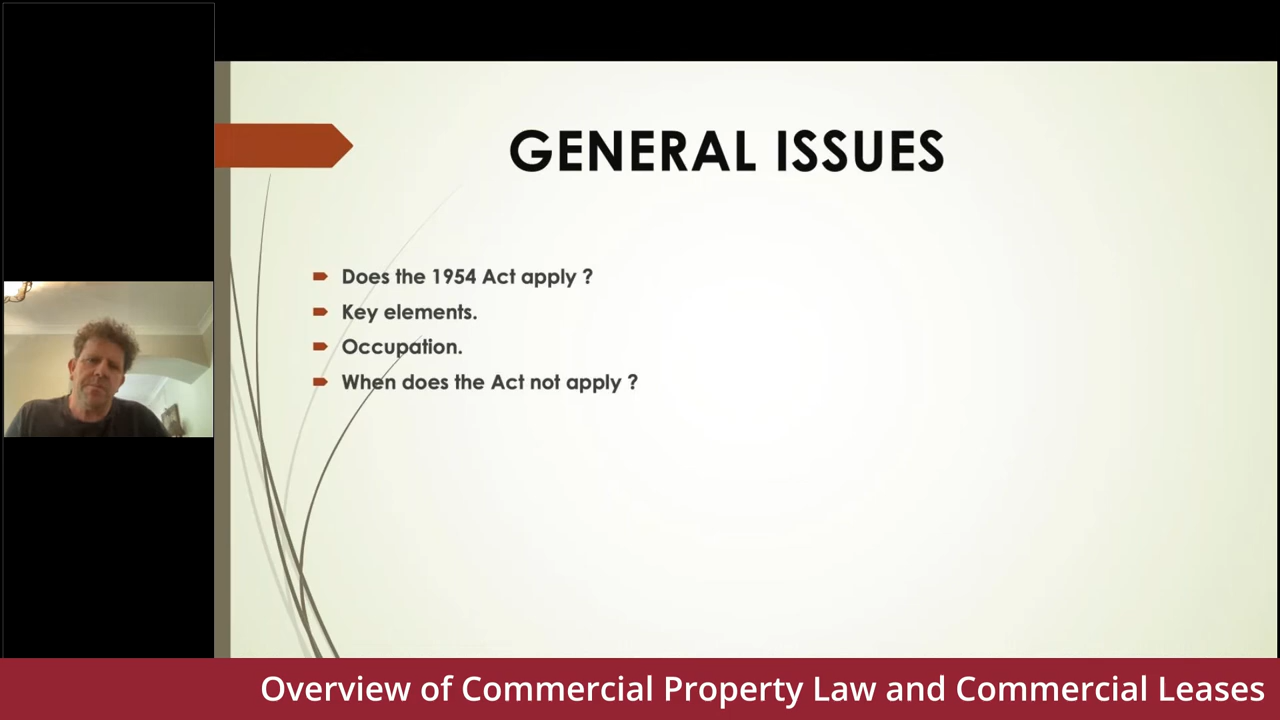 GENERAL ISSUES
Does the 1954 Act apply ?
Key elements.
Occupation.
When does the Act not apply ?
Overview of Commercial Property Law and Commercial Leases